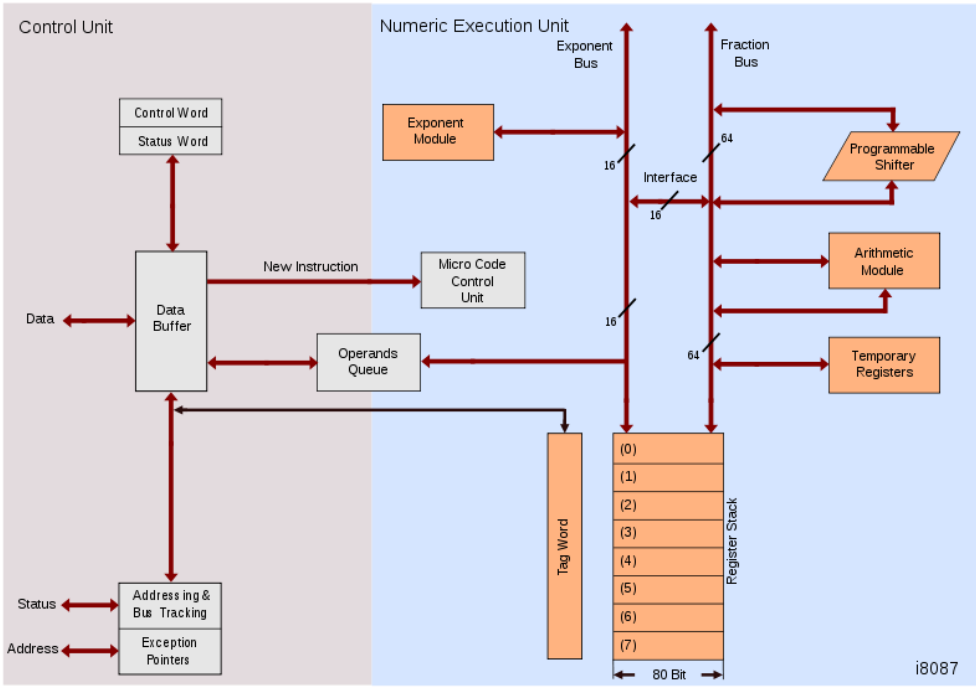 Control Unit
Numeric Execution Unit
Exponent
Bus
Fraction
Bus
Control Word
Status Word
Exponent
Module
16
64
Programmable
Shifter
Interface
16
New Instruction
Micro Code
Control
Unit
Arithmetic
Module
Data
Data
Buffer
16
Operands
Queue
64
Temporary
Registers
(0)
(1)
(2)
(3)
(4)
(5)
(6)
(7)
Tag Word
Register Stack
Status
Addressing &
Bus Tracking
Address
Exception
Pointers
80 Bit
i8087